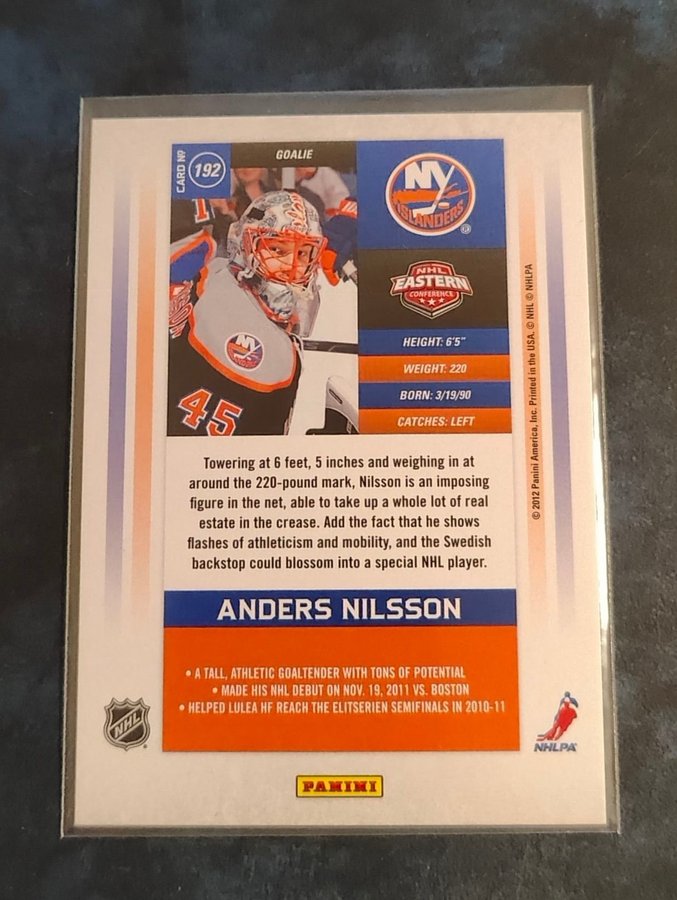 CARD Nº 192
GOALIE
NY
ISLANDERS
NHL
EASTERN
CONFERENCE
HEIGHT: 6'5"
WEIGHT: 220
BORN: 3/19/90
CATCHES: LEFT
NY
45
© 2012 Panini America, Inc. Printed in the USA. © NHL © NHLPA
Towering at 6 feet, 5 inches and weighing in at
around the 220-pound mark, Nilsson is an imposing
figure in the net, able to take up a whole lot of real
estate in the crease. Add the fact that he shows
flashes of athleticism and mobility, and the Swedish
backstop could blossom into a special NHL player.
ANDERS NILSSON
• A TALL, ATHLETIC GOALTENDER WITH TONS OF POTENTIAL
• MADE HIS NHL DEBUT ON NOV. 19, 2011 VS. BOSTON
• HELPED LULEA HF REACH THE ELITSERIEN SEMIFINALS IN 2010-11
NHL
NHLPA
PANINI